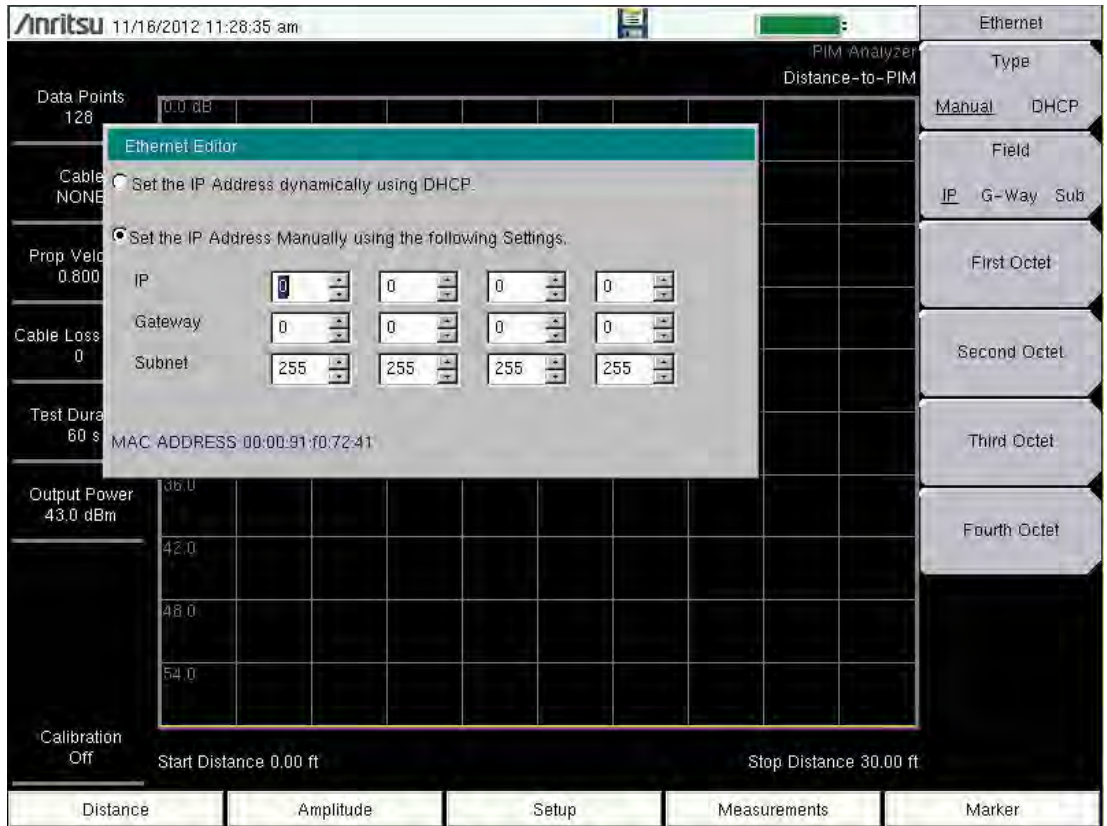 Anritsu 11/16/2012 11:28:35 am
Ethernet
PIM Analyzer
Distance-to-PIM
Data Points
128
Cable
NONE
Prop Velo
0.800
Cable Loss
0
Test Dura
60 s
Output Power
43.0 dBm
Calibration
Off
0.0 dB
Ethernet Editor
Set the IP Address dynamically using DHCP.
Set the IP Address Manually using the following Settings.
IP 0 0 0 0
Gateway 0 0 0 0
Subnet 255 255 255 255
MAC ADDRESS 00:00:91:f0:72:41
36.0
42.0
48.0
54.0
Start Distance 0.00 ft
Stop Distance 30.00 ft
Type
Manual DHCP
Field
IP G-Way Sub
First Octet
Second Octet
Third Octet
Fourth Octet
Distance Amplitude Setup Measurements Marker